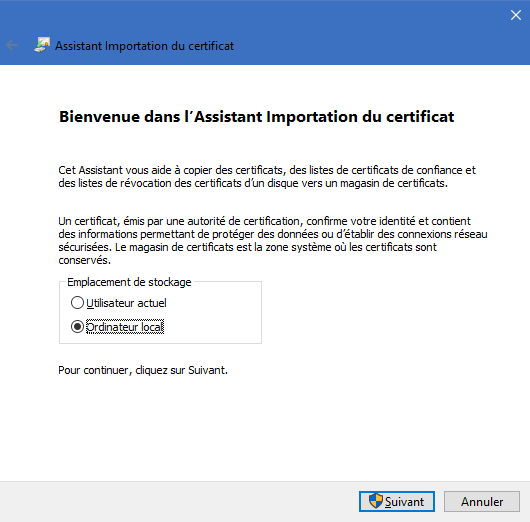 Assistant Importation du certificat
Bienvenue dans l’Assistant Importation du certificat
Cet Assistant vous aide à copier des certificats, des listes de certificats de confiance et
des listes de révocation des certificats d’un disque vers un magasin de certificats.
Un certificat, émis par une autorité de certification, confirme votre identité et contient
des informations permettant de protéger des données ou d’établir des connexions réseau
sécurisées. Le magasin de certificats est la zone système où les certificats sont
conservés.
Emplacement de stockage
Utilisateur actuel
Ordinateur local
Pour continuer, cliquez sur Suivant.
Suivant
Annuler